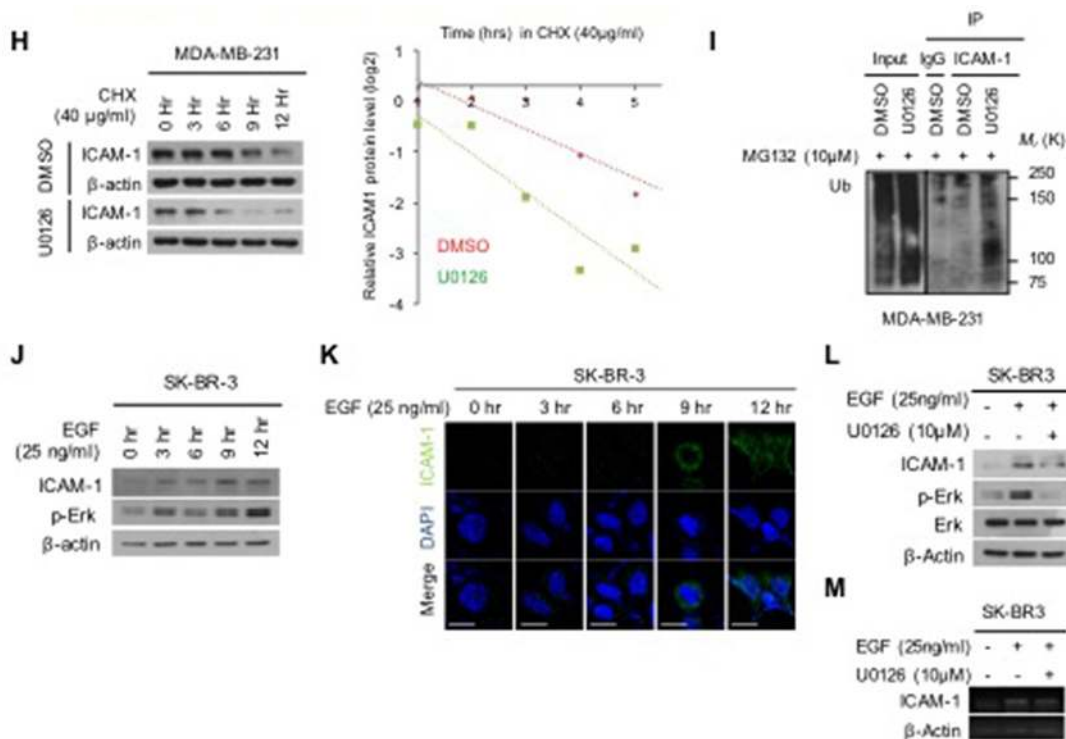 H
MDA-MB-231
CHX
(40 µg/ml)
0 Hr
3 Hr
6 Hr
9 Hr
12 Hr
DMSO
ICAM-1
β-actin
U0126
ICAM-1
β-actin
Time (hrs) in CHX (40µg/ml)
Relative ICAM1 protein level (log2)
1
0
-1
-2
-3
-4
1 2 3 4 5
DMSO
U0126
I
IP
Input IgG ICAM-1
DMSO
U0126
DMSO
DMSO
U0126
MG132 (10µM) + + + + +
Mr (K)
Ub
250
150
100
75
MDA-MB-231
J
SK-BR-3
EGF
(25 ng/ml)
0 hr
3 hr
6 hr
9 hr
12 hr
ICAM-1
p-Erk
β-actin
K
SK-BR-3
EGF (25 ng/ml) 0 hr 3 hr 6 hr 9 hr 12 hr
ICAM-1
DAPI
Merge
L
SK-BR3
EGF (25ng/ml) - + +
U0126 (10µM) - - +
ICAM-1
p-Erk
Erk
β-Actin
M
SK-BR3
EGF (25ng/ml) - + +
U0126 (10µM) - - +
ICAM-1
β-Actin